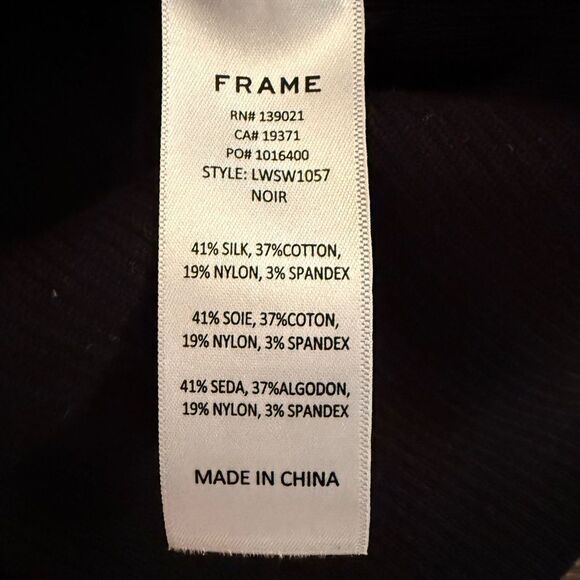 FRAME
RN# 139021
CA# 19371
PO# 1016400
STYLE: LWSW1057
NOIR
41% SILK, 37%COTTON,
19% NYLON, 3% SPANDEX
41% SOIE, 37%COTON,
19% NYLON, 3% SPANDEX
41% SEDA, 37%ALGODON,
19% NYLON, 3% SPANDEX
MADE IN CHINA